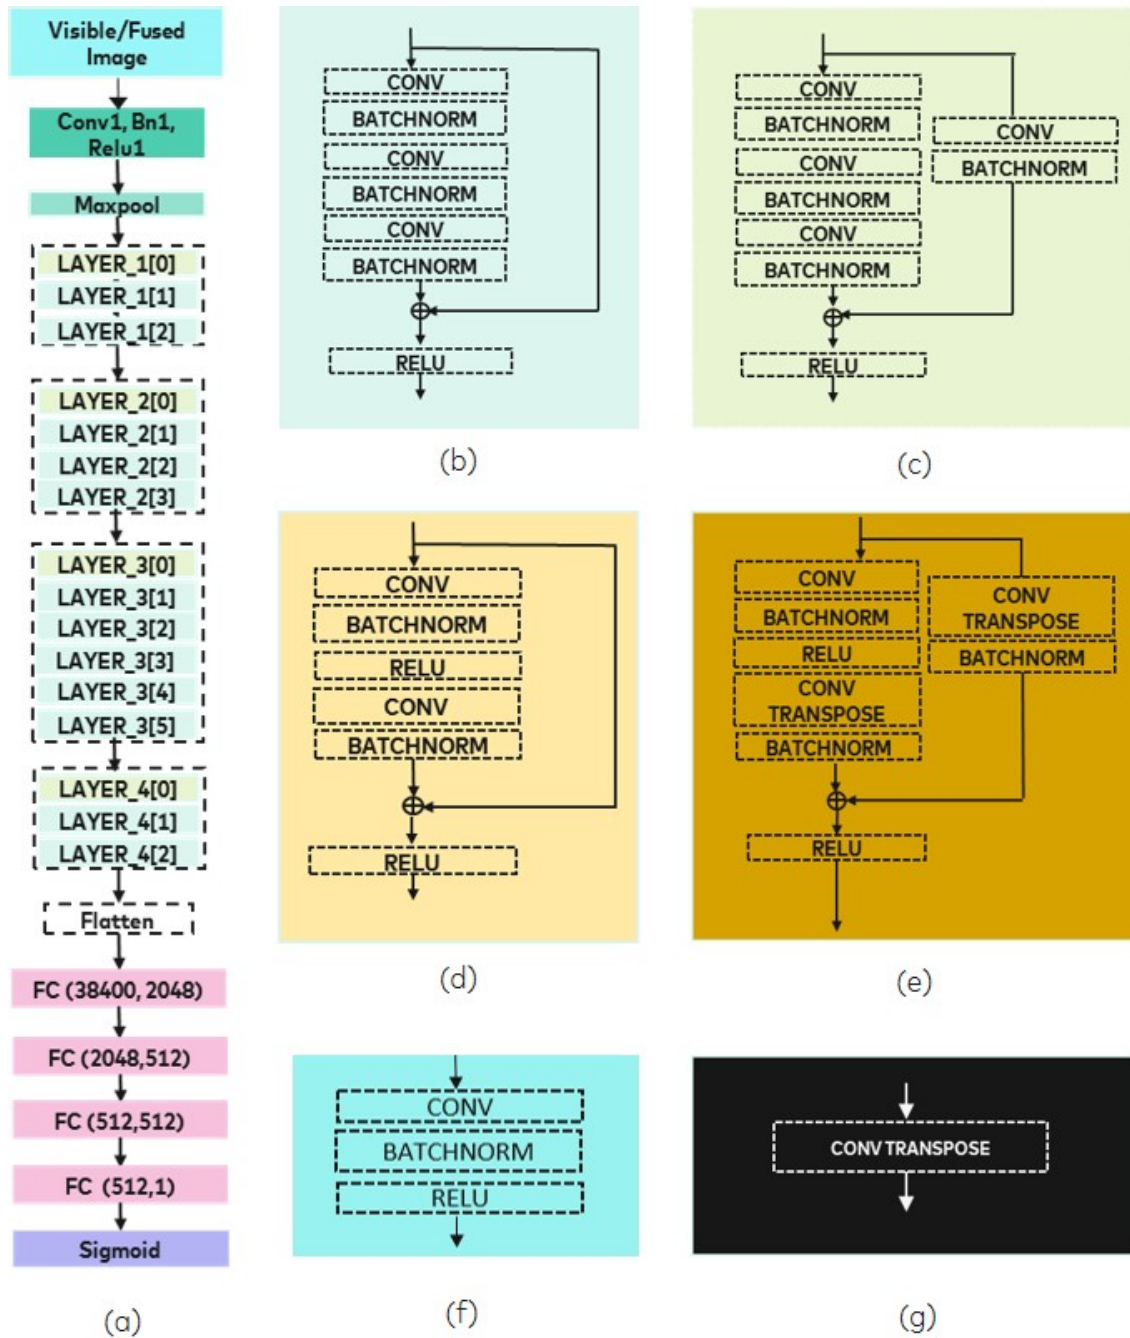 Visible/Fused
Image
Conv1, Bn1,
Relu1
Maxpool
LAYER_1[0]
LAYER_1[1]
LAYER_1[2]
LAYER_2[0]
LAYER_2[1]
LAYER_2[2]
LAYER_2[3]
LAYER_3[0]
LAYER_3[1]
LAYER_3[2]
LAYER_3[3]
LAYER_3[4]
LAYER_3[5]
LAYER_4[0]
LAYER_4[1]
LAYER_4[2]
Flatten
FC (38400, 2048)
FC (2048,512)
FC (512,512)
FC (512,1)
Sigmoid
(a)
CONV
BATCHNORM
CONV
BATCHNORM
CONV
BATCHNORM
RELU
(b)
CONV
BATCHNORM
CONV
BATCHNORM
CONV
BATCHNORM
CONV
BATCHNORM
RELU
(c)
CONV
BATCHNORM
RELU
CONV
BATCHNORM
RELU
(d)
CONV
BATCHNORM
RELU
CONV
TRANSPOSE
BATCHNORM
CONV
TRANSPOSE
BATCHNORM
RELU
(e)
CONV
BATCHNORM
RELU
(f)
CONV TRANSPOSE
(g)